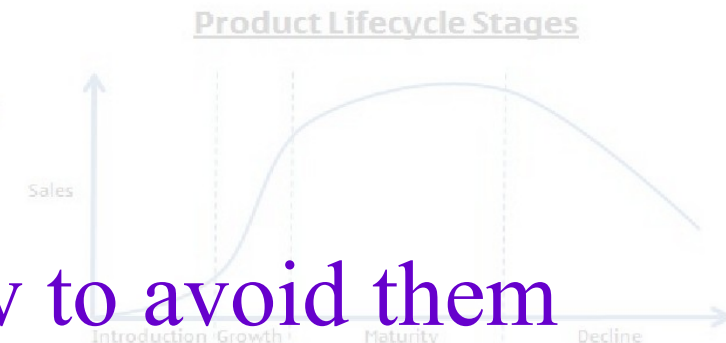 Product Lifecycle Stages
Sales
w to avoid them
Introduction Growth Maturity Decline